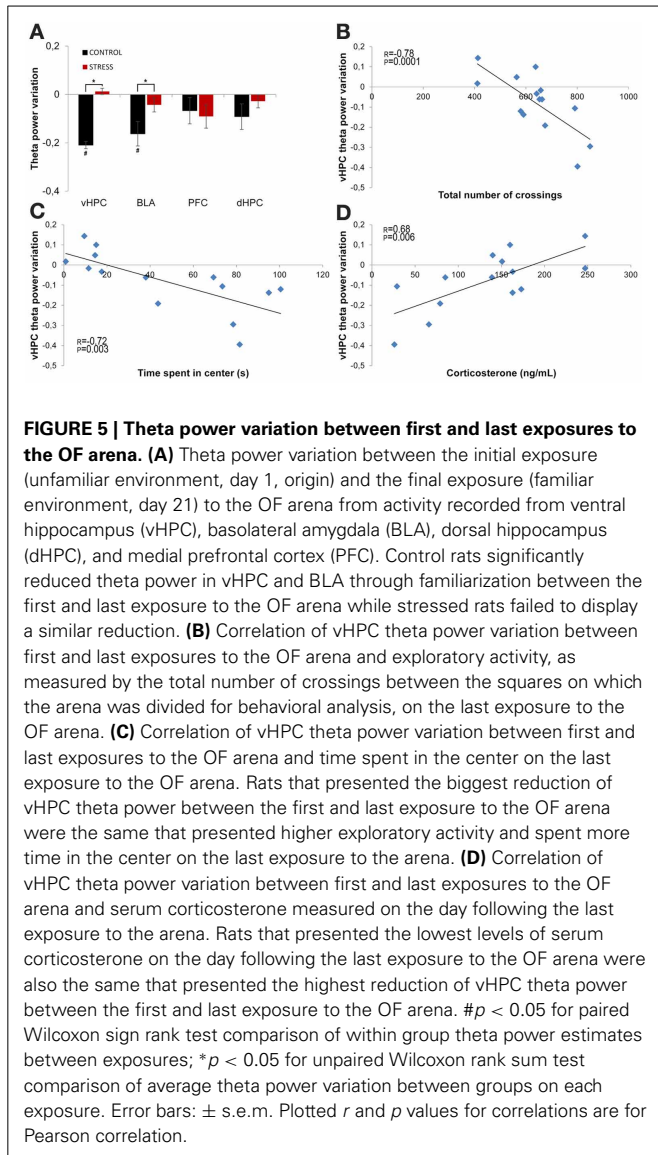 A
0,2
0
-0,2
-0,4
Theta power variation
CONTROL
STRESS
*
*
#
#
vHPC
BLA
PFC
dHPC
B
R=-0.78
P=0.0001
0,2
0,1
0
-0,1
-0,2
-0,3
-0,4
-0,5
0
200
400
600
800
1000
vHPC theta power variation
Total number of crossings
C
0,2
0,1
0
-0,1
-0,2
-0,3
-0,4
-0,5
0
20
40
60
80
100
120
vHPC theta power variation
R=-0.72
P=0.003
Time spent in center (s)
D
0,2
0,1
0
-0,1
-0,2
-0,3
-0,4
-0,5
R=0.68
P=0.006
0
50
100
150
200
250
300
vHPC theta power variation
Corticosterone (ng/mL)
FIGURE 5 | Theta power variation between first and last exposures to
the OF arena. (A) Theta power variation between the initial exposure
(unfamiliar environment, day 1, origin) and the final exposure (familiar
environment, day 21) to the OF arena from activity recorded from ventral
hippocampus (vHPC), basolateral amygdala (BLA), dorsal hippocampus
(dHPC), and medial prefrontal cortex (PFC). Control rats significantly
reduced theta power in vHPC and BLA through familiarization between the
first and last exposure to the OF arena while stressed rats failed to display
a similar reduction. (B) Correlation of vHPC theta power variation between
first and last exposures to the OF arena and exploratory activity, as
measured by the total number of crossings between the squares on which
the arena was divided for behavioral analysis, on the last exposure to the
OF arena. (C) Correlation of vHPC theta power variation between first and
last exposures to the OF arena and time spent in the center on the last
exposure to the OF arena. Rats that presented the biggest reduction of
vHPC theta power between the first and last exposure to the OF arena
were the same that presented higher exploratory activity and spent more
time in the center on the last exposure to the arena. (D) Correlation of
vHPC theta power variation between first and last exposures to the OF
arena and serum corticosterone measured on the day following the last
exposure to the arena. Rats that presented the lowest levels of serum
corticosterone on the day following the last exposure to the OF arena were
also the same that presented the highest reduction of vHPC theta power
between the first and last exposure to the OF arena. #p < 0.05 for paired
Wilcoxon sign rank test comparison of within group theta power estimates
between exposures; *p < 0.05 for unpaired Wilcoxon rank sum test
comparison of average theta power variation between groups on each
exposure. Error bars: ± s.e.m. Plotted r and p values for correlations are for
Pearson correlation.